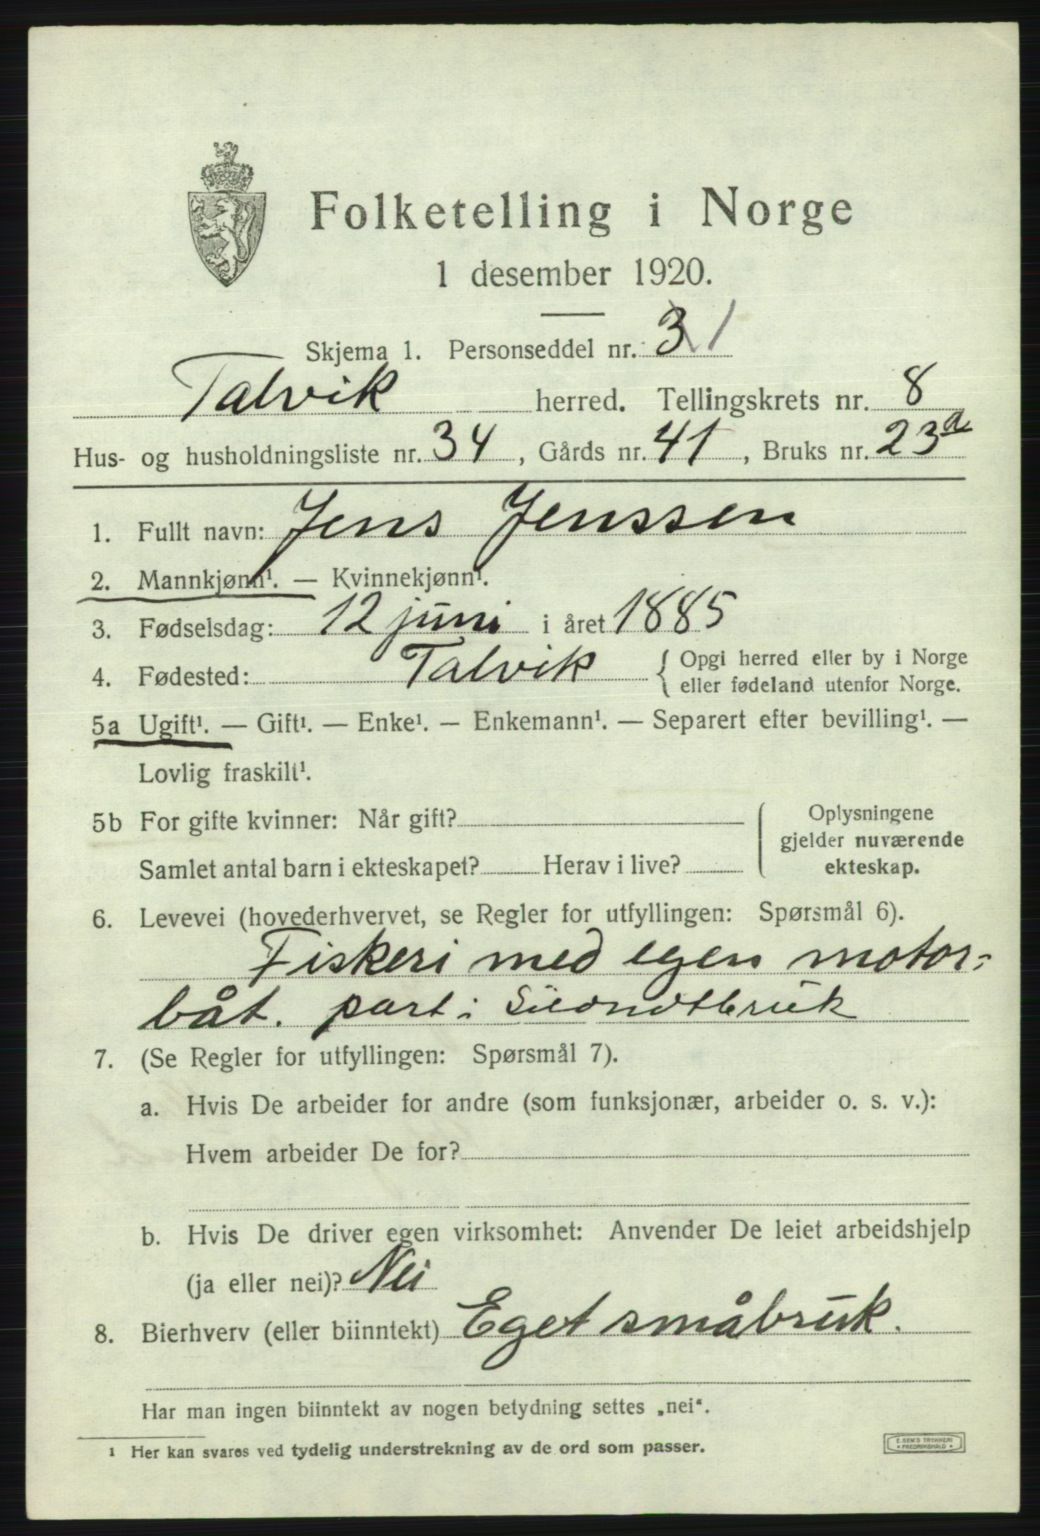 Folketelling i Norge
1 desember 1920.
Skjema 1. Personseddel nr. 3 1
Talvik herred. Tellingskrets nr. 8
Hus- og husholdningsliste nr. 34, Gårds nr. 41, Bruks nr. 23a
1. Fullt navn: Jens Jenssen
2. Mannkjønn¹. — Kvinnekjønn¹.
3. Fødselsdag: 12 juni i året 1885
4. Fødested: Talvik { Opgi herred eller by i Norge
eller fødeland utenfor Norge.
5a Ugift¹. — Gift¹. — Enke¹. — Enkemann¹. — Separert efter bevilling¹. —
Lovlig fraskilt¹.
5b For gifte kvinner: Når gift?
Samlet antal barn i ekteskapet? Herav i live?
Oplysningene
gjelder nuværende
ekteskap.
6. Levevei (hovederhvervet, se Regler for utfyllingen: Spørsmål 6).
Fiskeri med egen motor-
båt. part i
7. (Se Regler for utfyllingen: Spørsmål 7).
a. Hvis De arbeider for andre (som funksjonær, arbeider o. s. v.):
Hvem arbeider De for?
b. Hvis De driver egen virksomhet: Anvender De leiet arbeidshjelp
(ja eller nei)? Nei
8. Bierhverv (eller biinntekt) Eget småbruk.
Har man ingen biinntekt av nogen betydning settes „nei“.
¹ Her kan svares ved tydelig understrekning av de ord som passer.
E. SEM'S TRYKKERI
• FREDRIKSHALD •